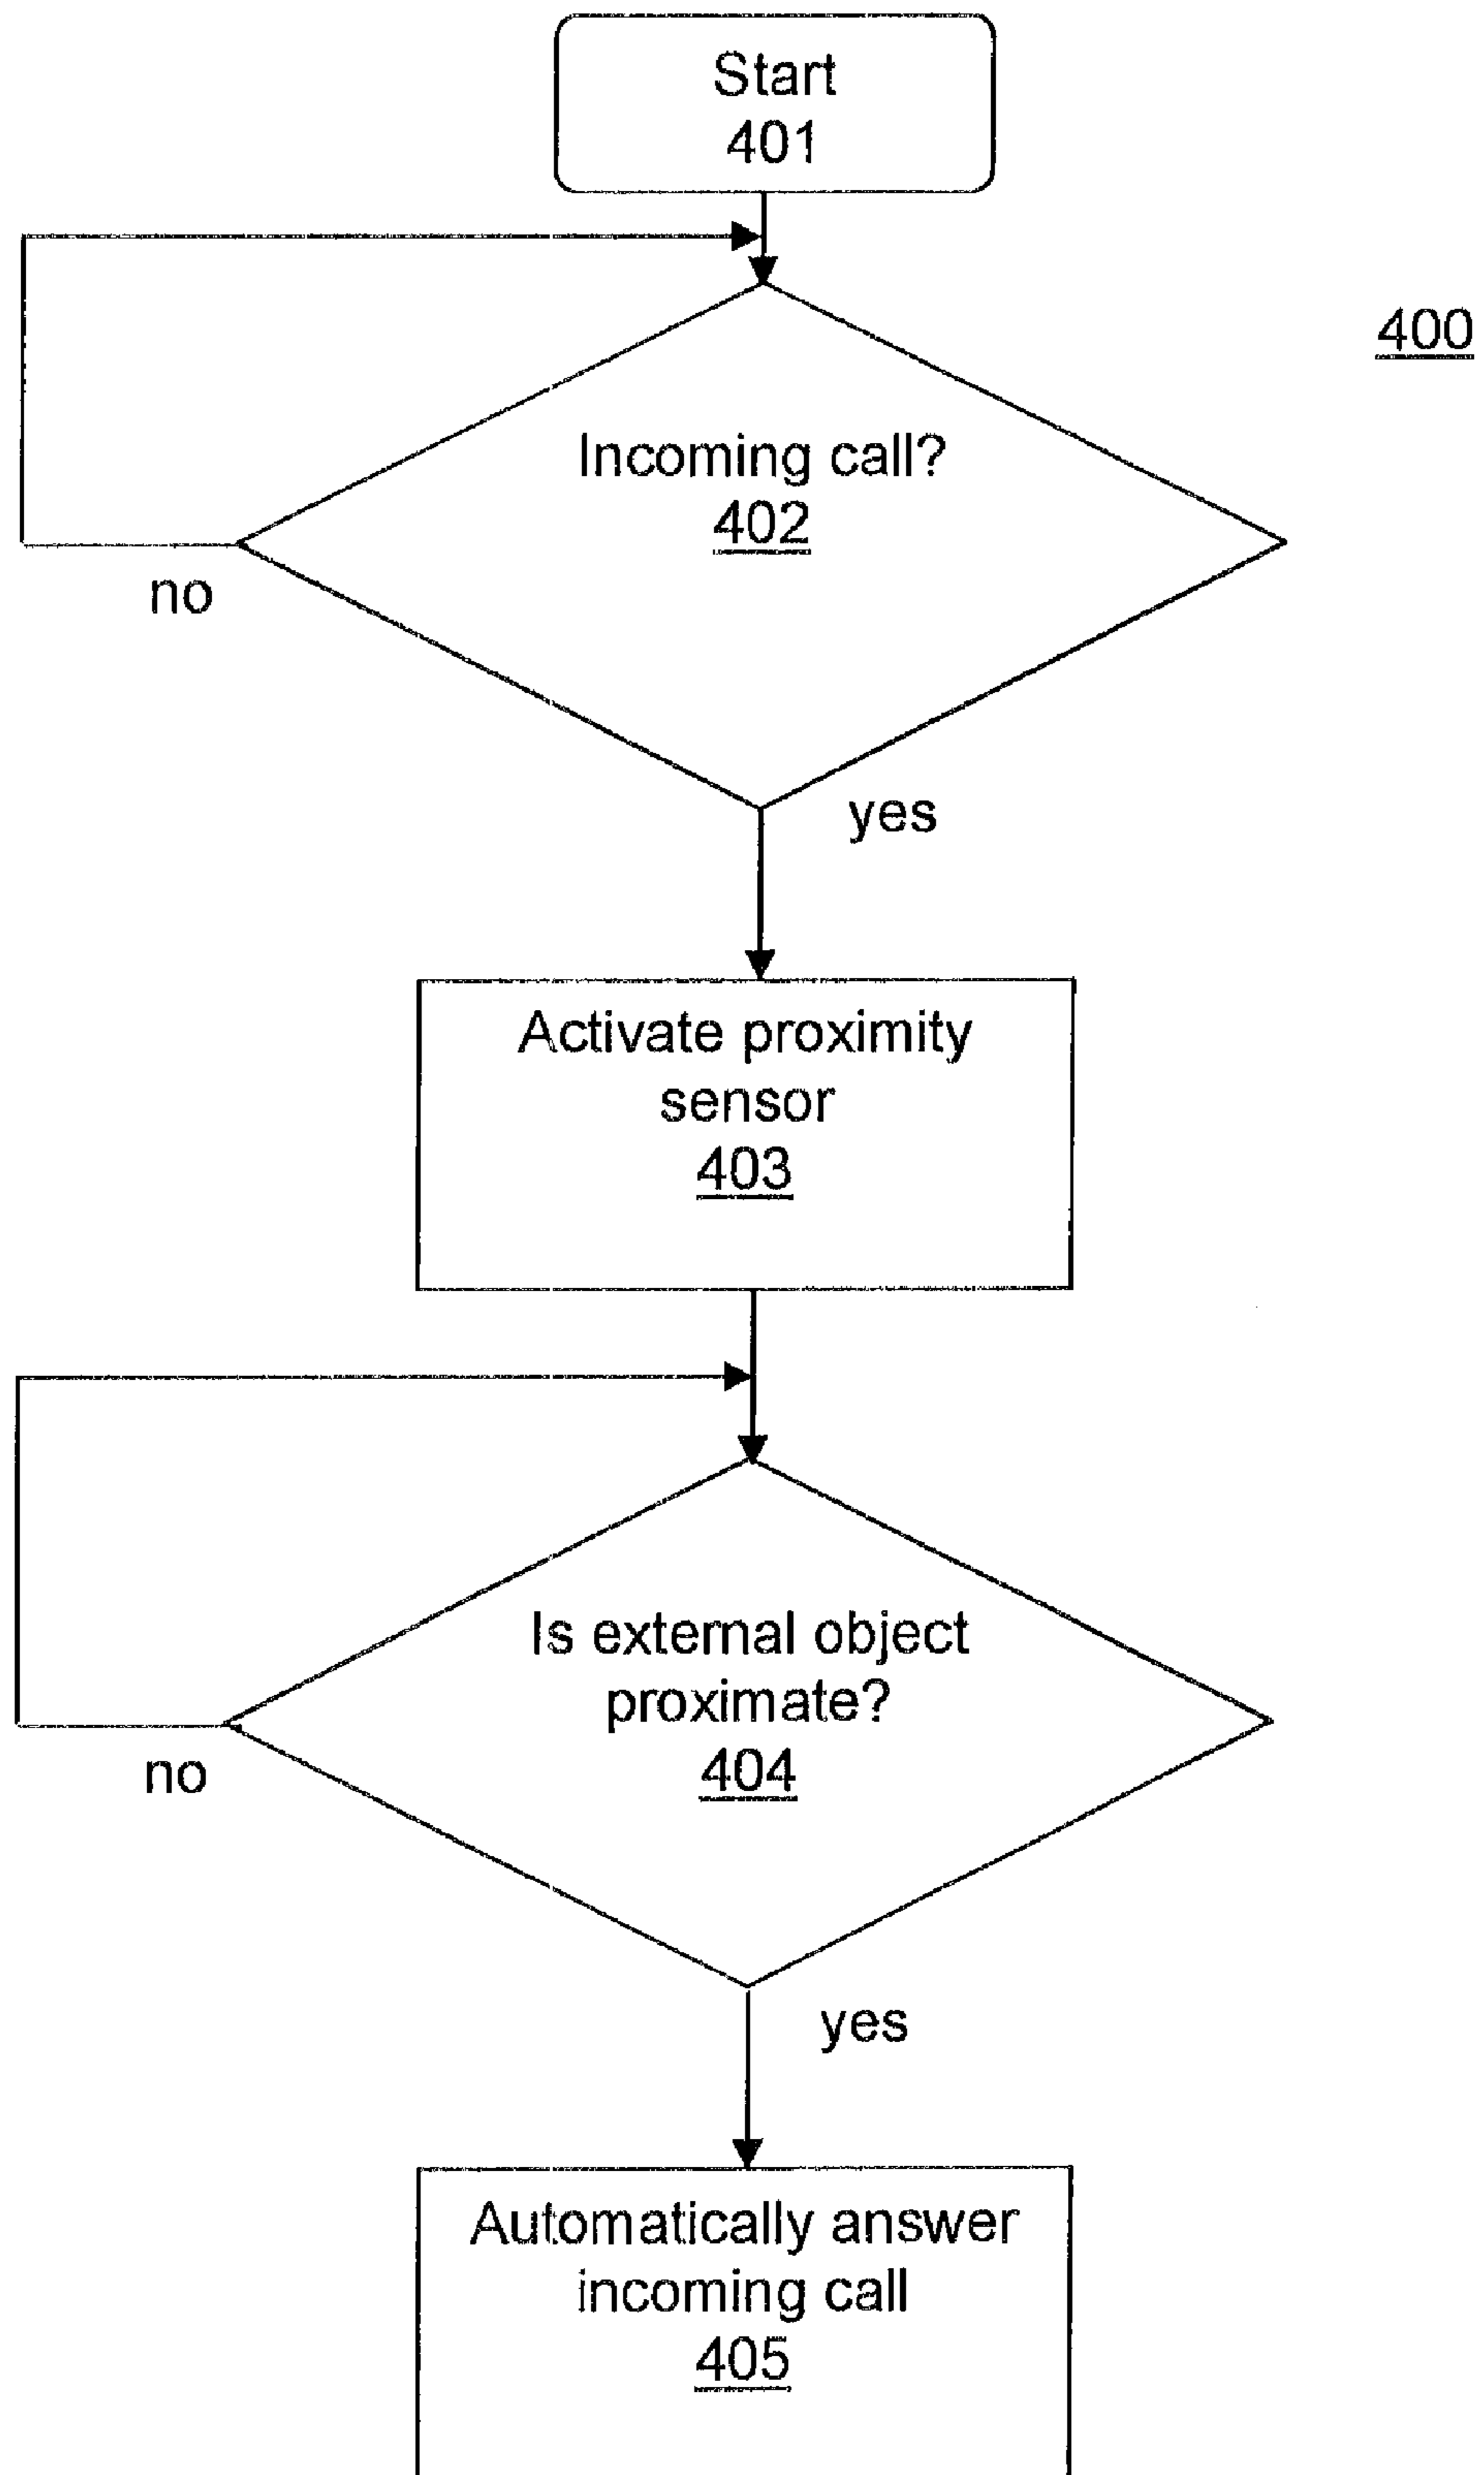 Start
401
400
Incoming call?
402
no
yes
Activate proximity
sensor
403
Is external object
proximate?
404
no
yes
Automatically answer
incoming call
405